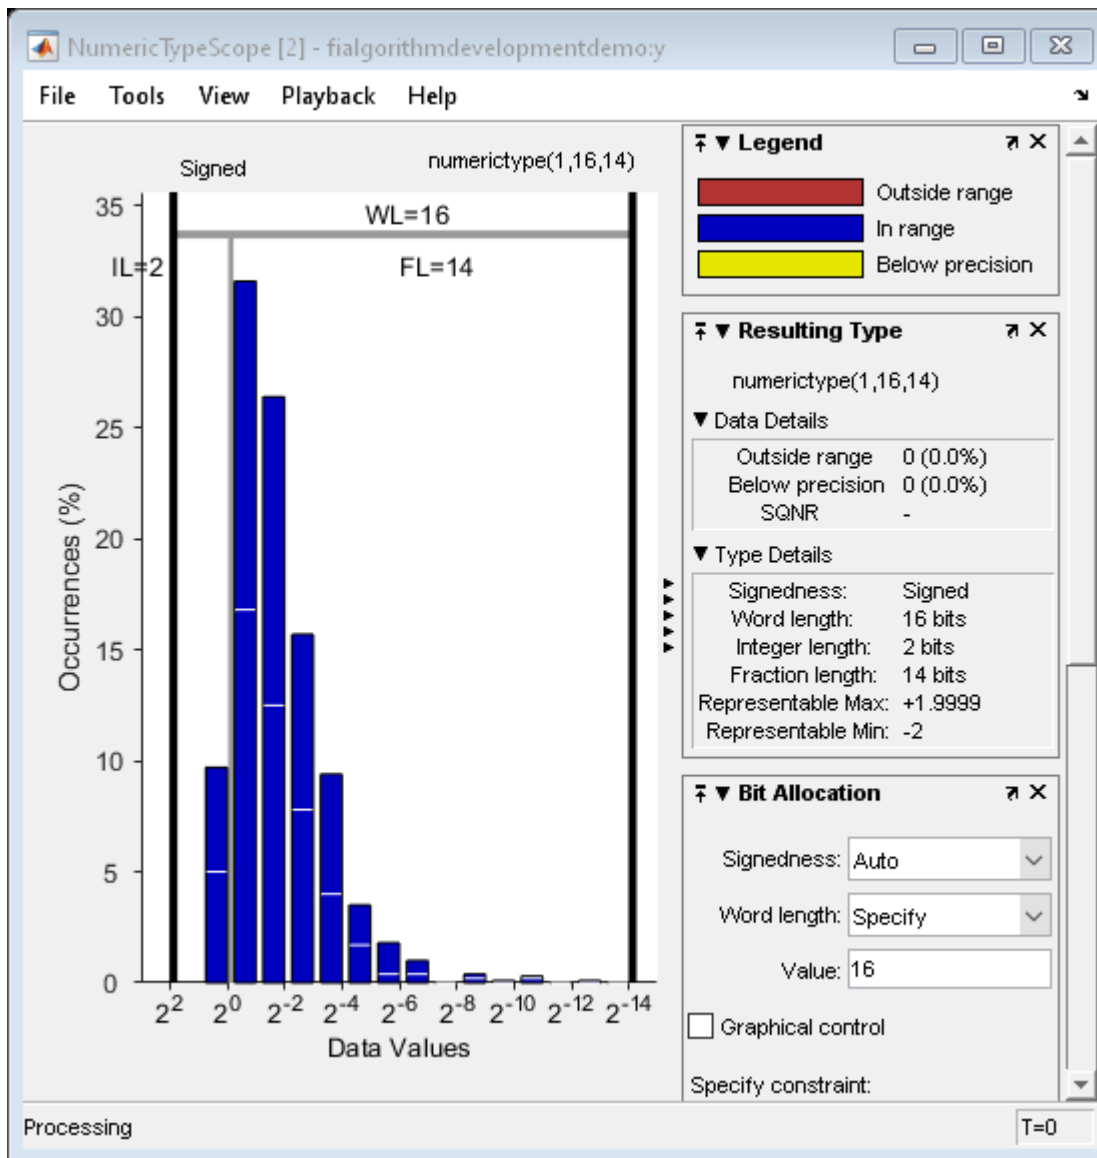 NumericTypeScope [2] - fialgorithmdevelopmentdemo:y
File Tools View Playback Help
Signed numerictype(1,16,14)
WL=16
IL=2 FL=14
35
30
25
20
15
10
5
0
Occurrences (%)
2^2 2^0 2^-2 2^-4 2^-6 2^-8 2^-10 2^-12 2^-14
Data Values
Legend
Outside range
In range
Below precision
Resulting Type
numerictype(1,16,14)
Data Details
Outside range 0 (0.0%)
Below precision 0 (0.0%)
SQNR -
Type Details
Signedness: Signed
Word length: 16 bits
Integer length: 2 bits
Fraction length: 14 bits
Representable Max: +1.9999
Representable Min: -2
Bit Allocation
Signedness: Auto
Word length: Specify
Value: 16
Graphical control
Specify constraint:
Processing T=0